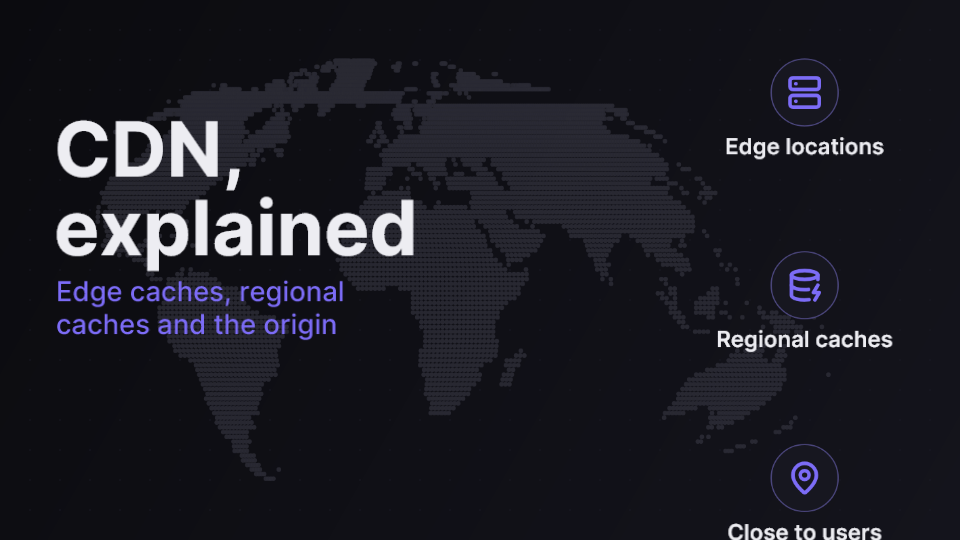 CDN,
explained
Edge caches, regional
caches and the origin
Edge locations
Regional caches
Close to users